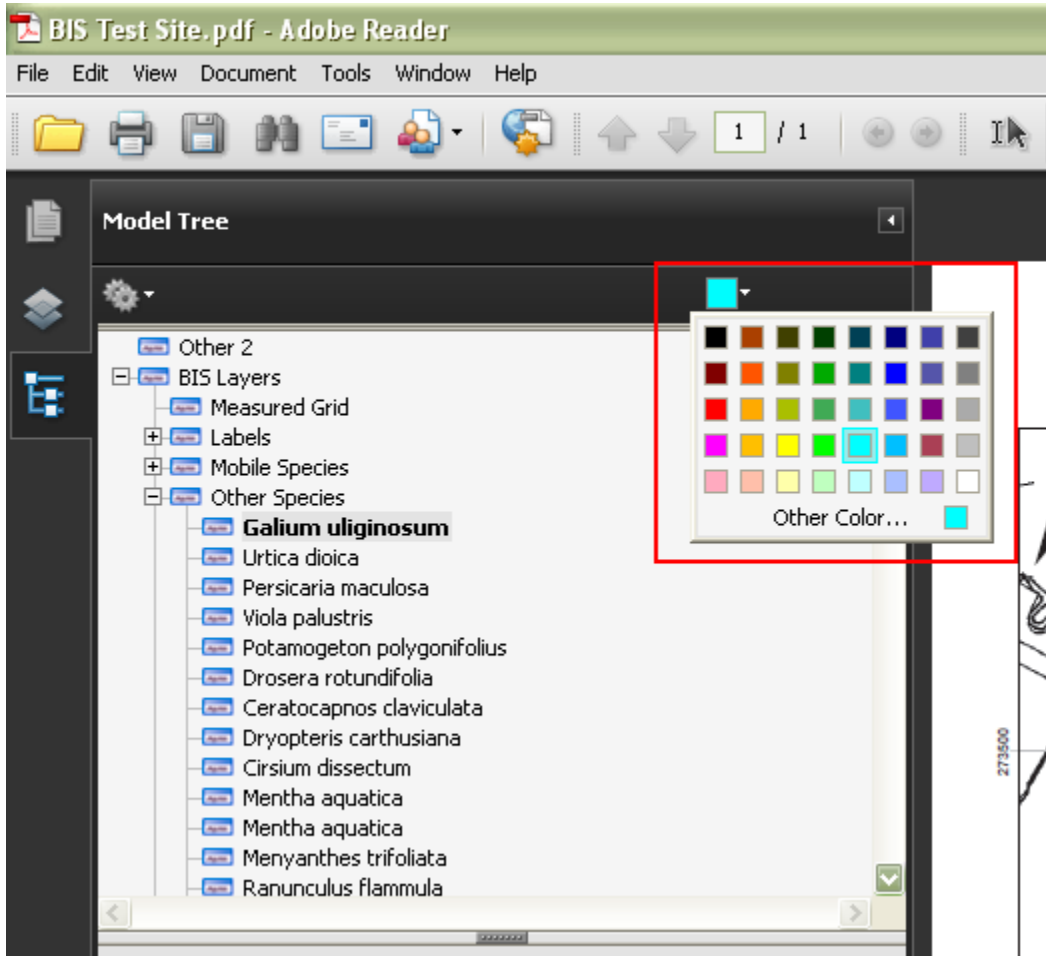 BIS Test Site.pdf - Adobe Reader
File Edit View Document Tools Window Help
1 / 1
Model Tree
Other 2
BIS Layers
Measured Grid
Labels
Mobile Species
Other Species
Galium uliginosum
Urtica dioica
Persicaria maculosa
Viola palustris
Potamogeton polygonifolius
Drosera rotundifolia
Ceratocapnos claviculata
Dryopteris carthusiana
Cirsium dissectum
Mentha aquatica
Mentha aquatica
Menyanthes trifoliata
Ranunculus flammula
Other Color...
273500